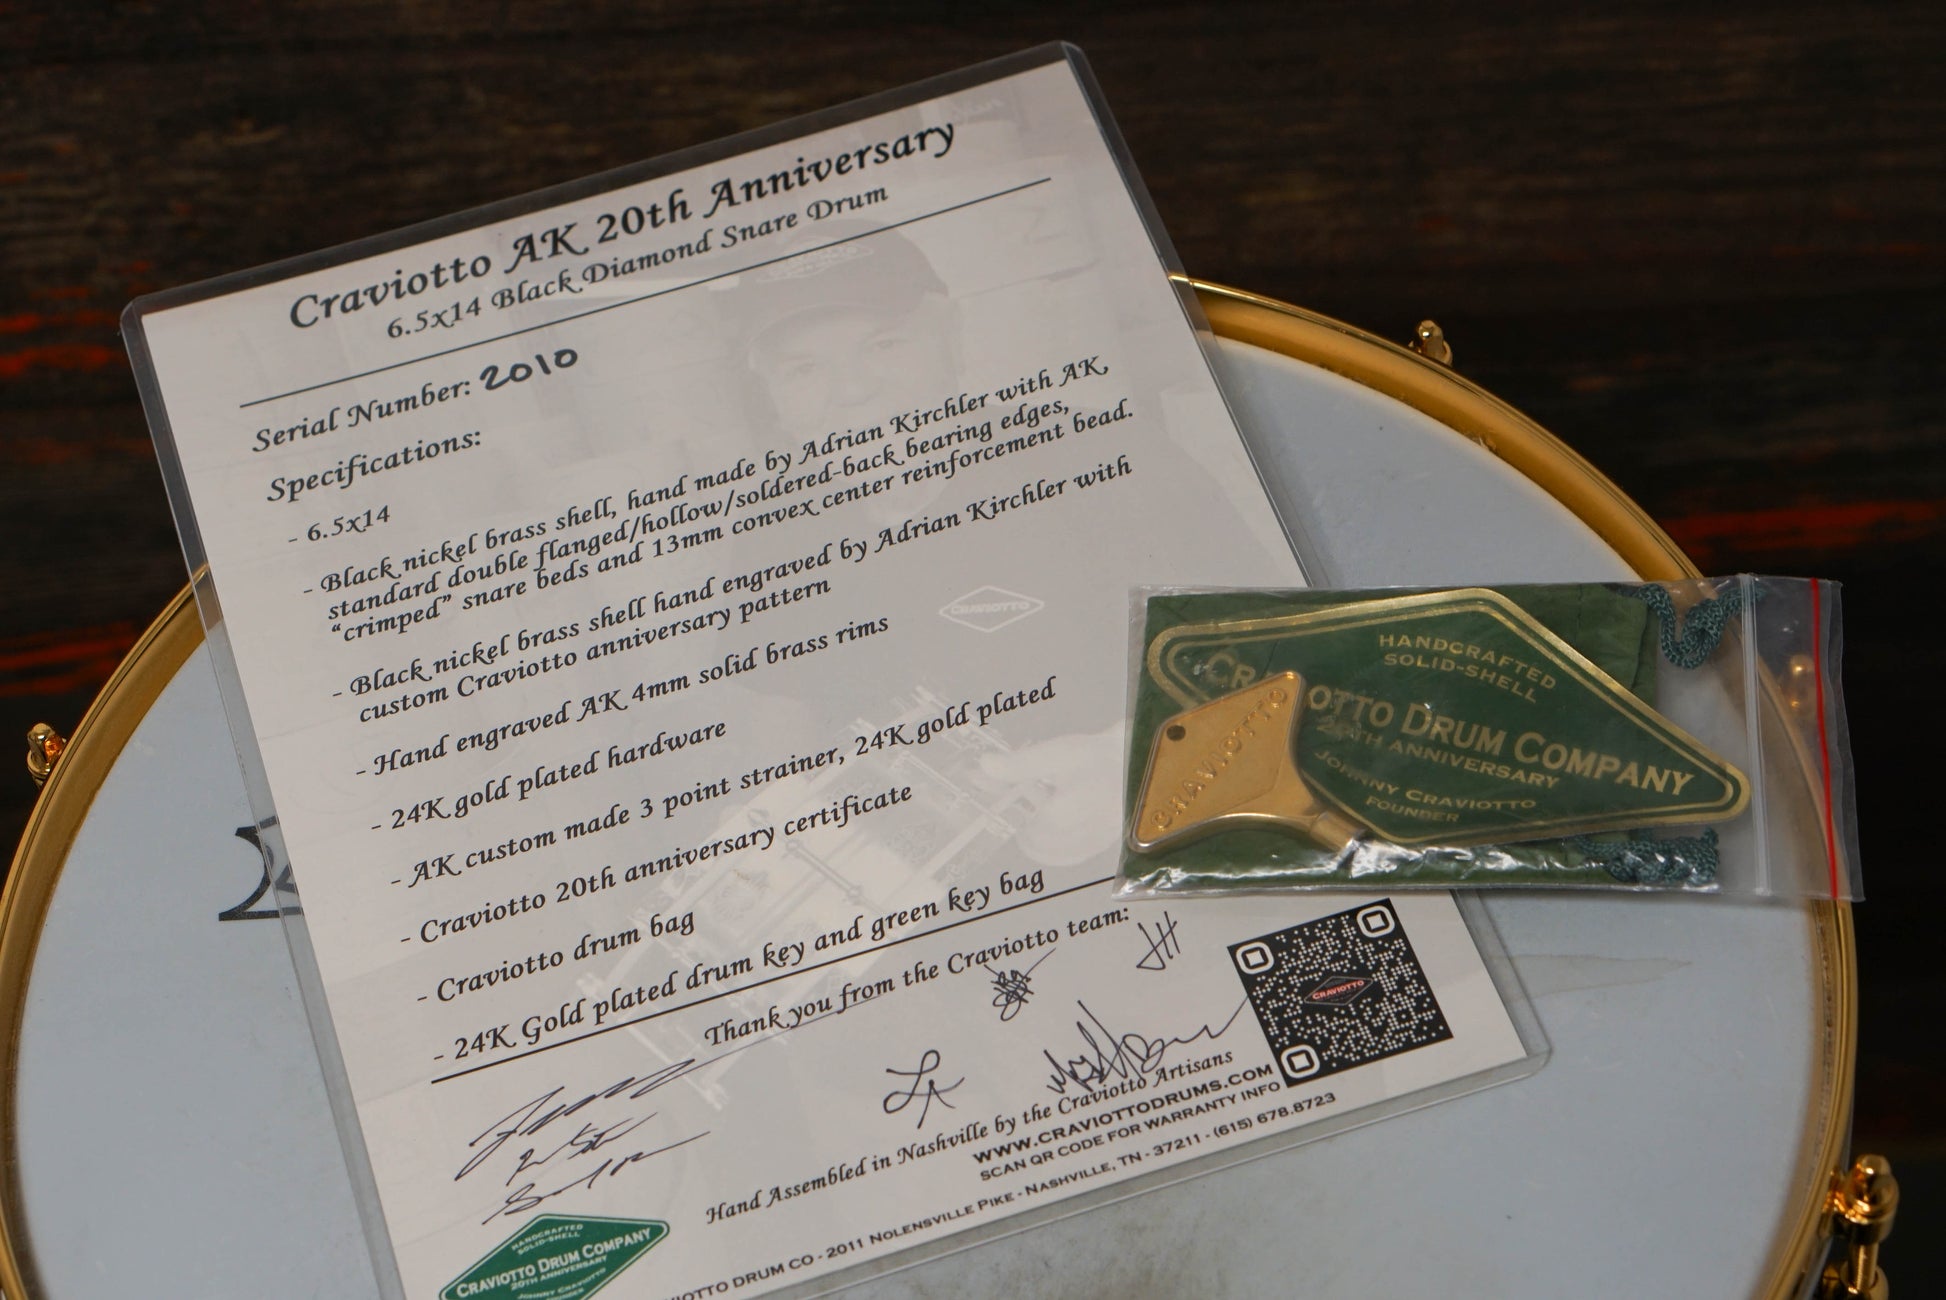 Craviotto AK 20th Anniversary
6.5x14 Black Diamond Snare Drum
Serial Number: 2010
Specifications:
- 6.5x14
- Black nickel brass shell, hand made by Adrian Kirchler with AK,
standard double flanged/hollow/soldered-back bearing edges,
“crimped” snare beds and 13mm convex center reinforcement bead.
- Black nickel brass shell hand engraved by Adrian Kirchler with
custom Craviotto anniversary pattern
- Hand engraved AK 4mm solid brass rims
- 24K gold plated hardware
- AK custom made 3 point strainer, 24K gold plated
- Craviotto 20th anniversary certificate
- Craviotto drum bag
- 24K Gold plated drum key and green key bag
Thank you from the Craviotto team:
Hand Assembled in Nashville by the Craviotto Artisans
WWW.CRAVIOTTODRUMS.COM
SCAN QR CODE FOR WARRANTY INFO
DRUM CO - 2011 NOLENSVILLE PIKE - NASHVILLE, TN - 37211 - (615) 678.8723
CRAVIOTTO
CRAVIOTTO
HANDCRAFTED
SOLID-SHELL
CRAVIOTTO DRUM COMPANY
20TH ANNIVERSARY
JOHNNY CRAVIOTTO
HANDCRAFTED
SOLID-SHELL
CRAVIOTTO DRUM COMPANY
20TH ANNIVERSARY
JOHNNY CRAVIOTTO
FOUNDER
CRAVIOTTO